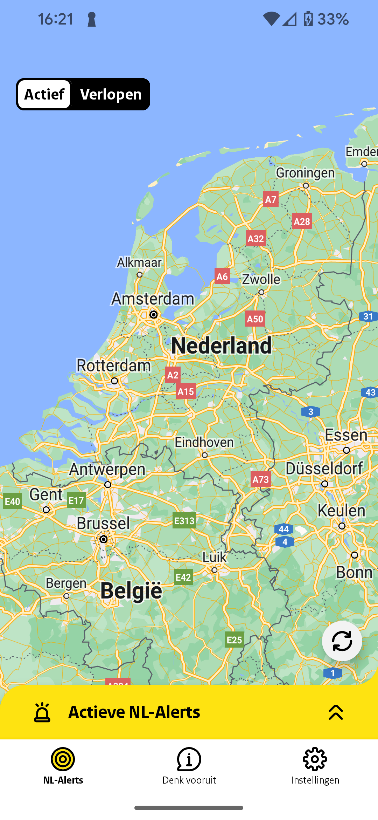 16:21
33%
Actief Verlopen
Emde
Groningen
A7
A28
A32
Alkmaar
A6
Zwolle
Amsterdam
A50
31
Nederland
Rotterdam
A2
A15
43
3
Eindhoven
Essen
Antwerpen
Düsseldorf
A73
Gent
E40
E17
Keulen
Brussel
E313
44
4
Luik
Bonn
Bergen
E42
België
E25
1
Actieve NL-Alerts
NL-Alerts
Denk vooruit
Instellingen